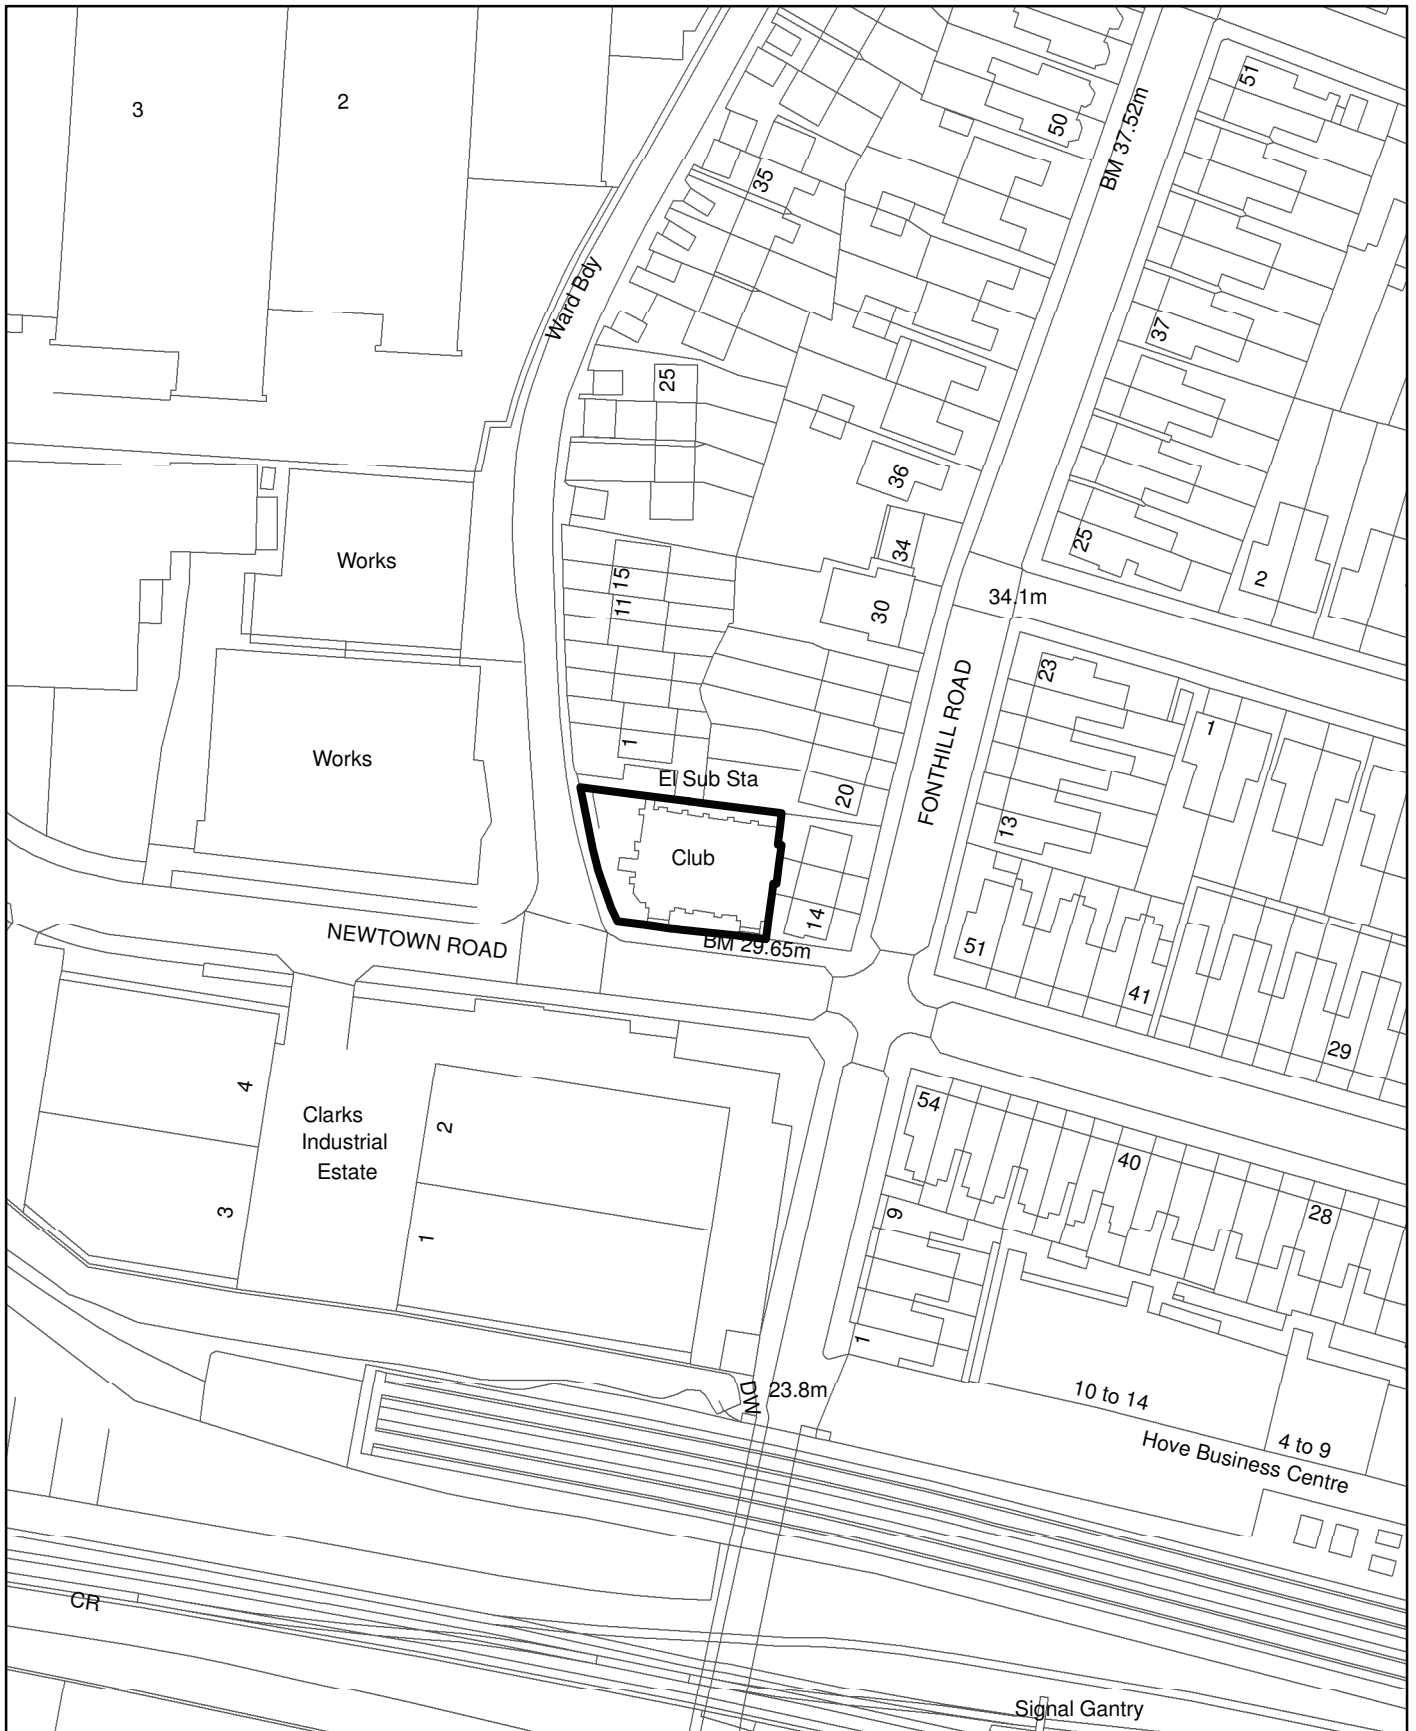 3
2
51
50
BM 37.52m
35
Ward Bdy
37
25
36
Works
34
25
2
15
11
30
34.1m
23
FONTHILL ROAD
1
1
Works
El Sub Sta
20
13
Club
14
NEWTOWN ROAD
BM 29.65m
51
41
29
4
Clarks
Industrial
Estate
2
54
40
3
1
9
28
1
DW
23.8m
10 to 14
4 to 9
Hove Business Centre
CR
Signal Gantry